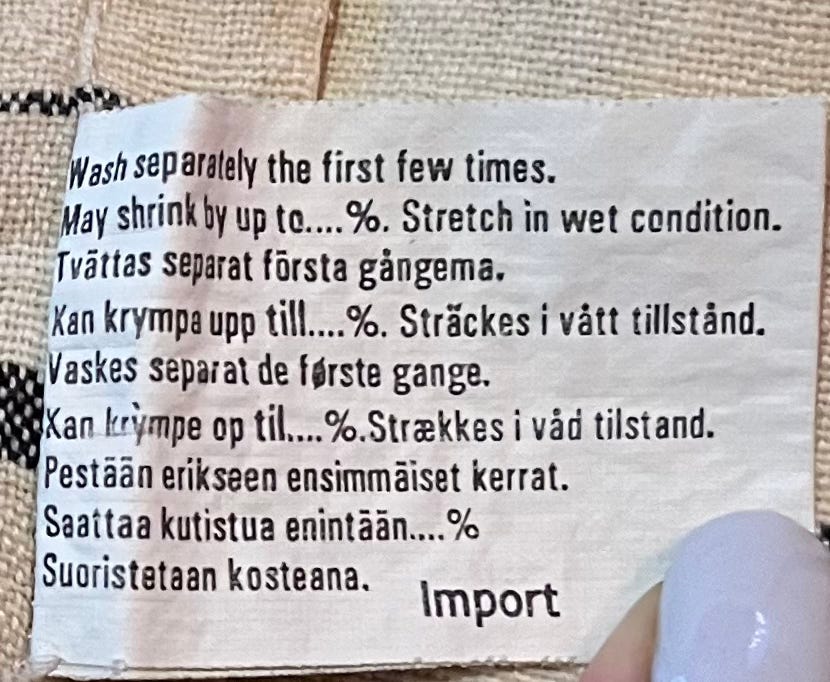 Wash separately the first few times.
May shrink by up to....%. Stretch in wet condition.
Tvättas separat första gångema.
Kan krympa upp till....%. Sträckes i vått tillstånd.
Vaskes separat de første gange.
Kan krympe op til....%.Strækkes i våd tilstand.
Pestään erikseen ensimmäiset kerrat.
Saattaa kutistua enintään....%
Suoristetaan kosteana.
Import